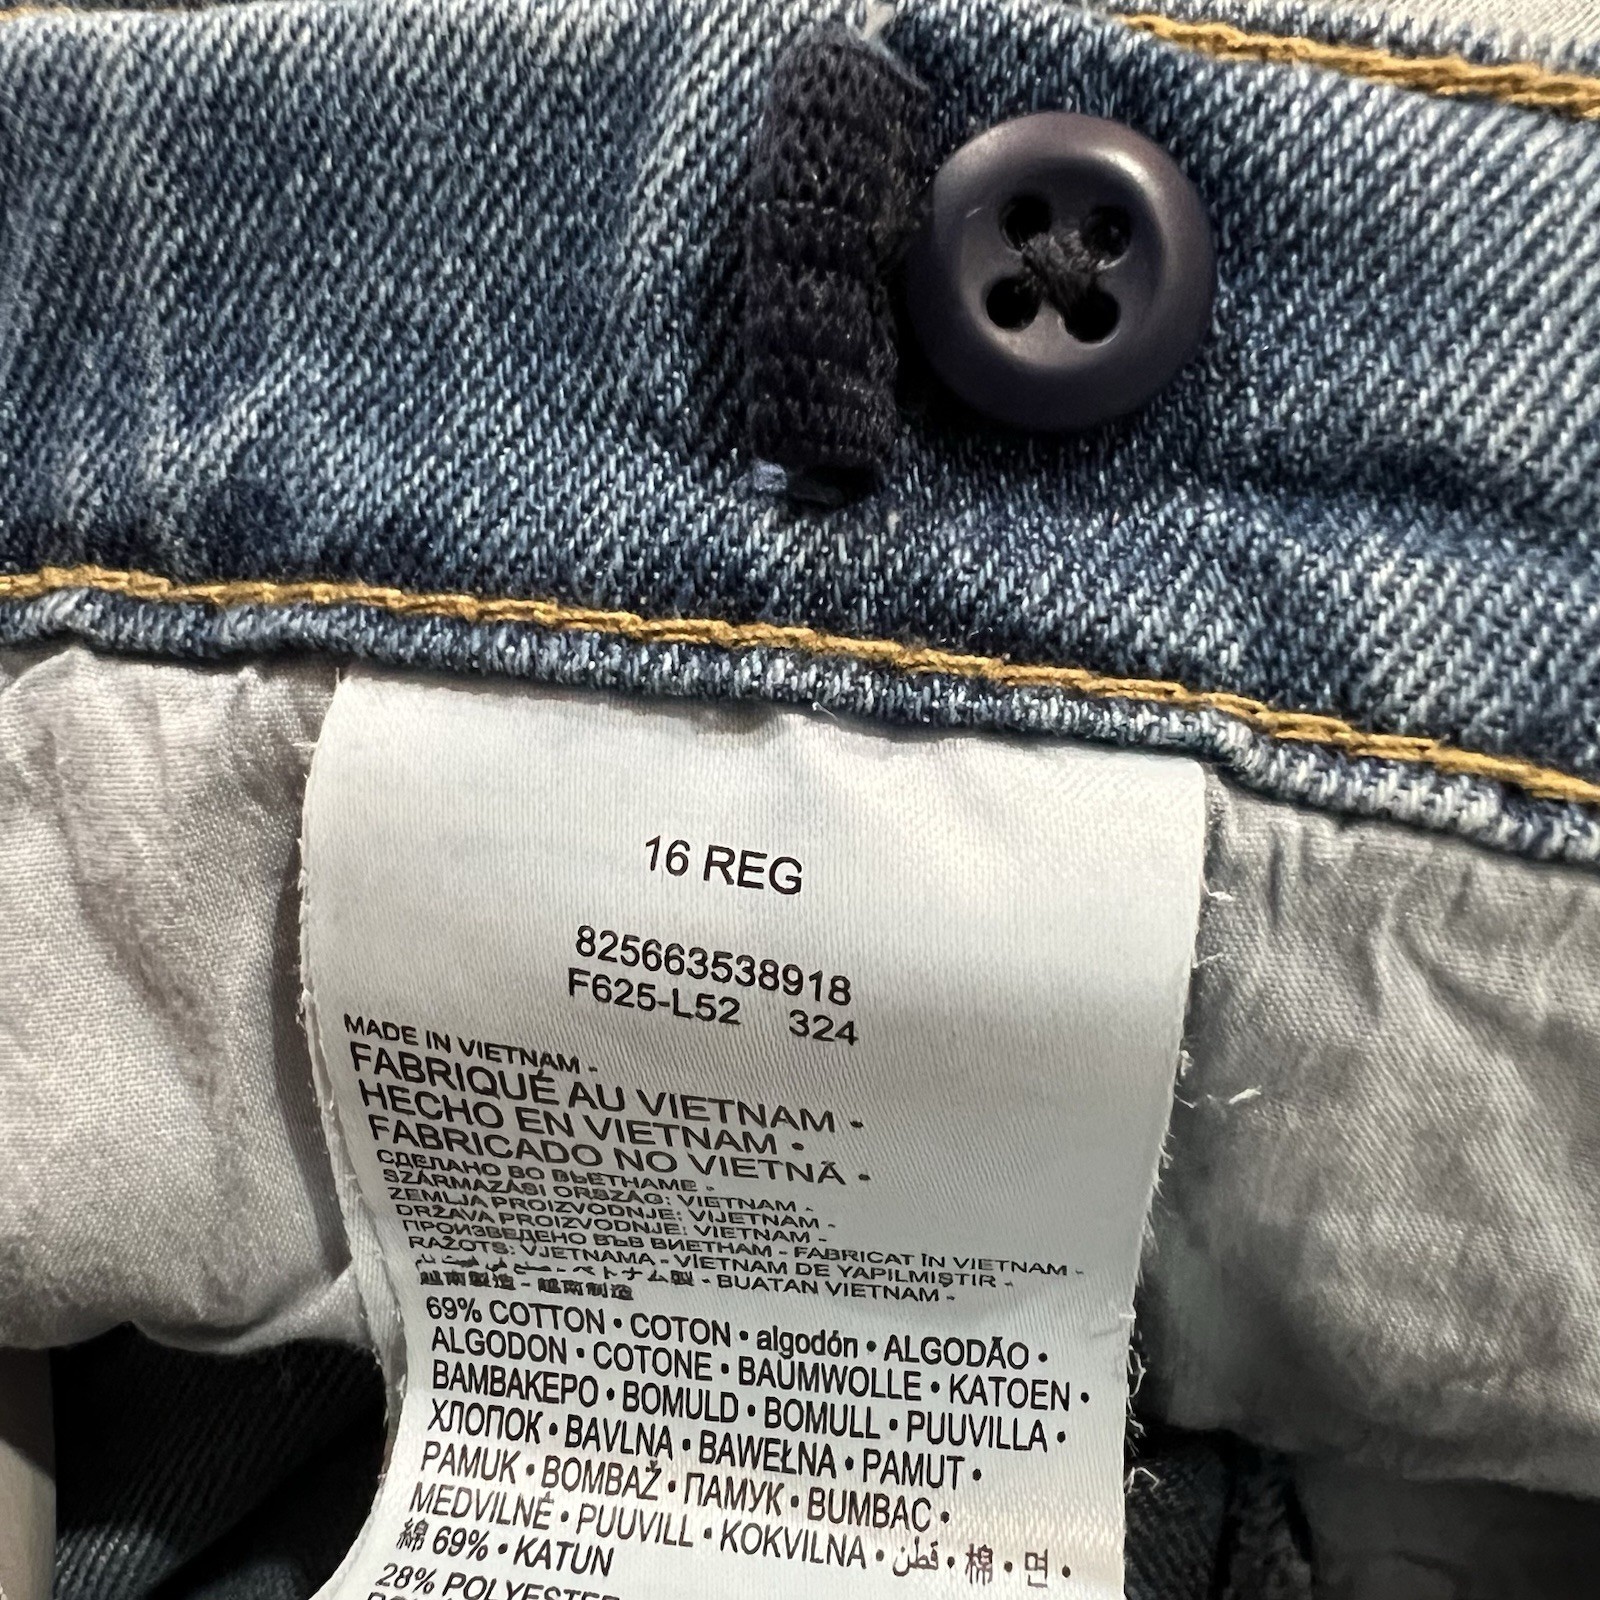 16 REG
825663538918
F625-L52 324
MADE IN VIETNAM -
FABRIQUÉ AU VIETNAM •
HECHO EN VIETNAM •
FABRICADO NO VIETNÃ •
СДЕЛАНО ВО ВЬЕТНАМЕ -
SZÁRMAZÁSI ORSZÁG: VIETNAM -
ZEMLJA PROIZVODNJE: VIJETNAM -
DRŽAVA PROIZVODNJE: VIETNAM -
ПРОИЗВЕДЕНО ВЪВ ВИЕТНАМ - FABRICAT ÎN VIETNAM -
RAŽOTS: VJETNAMA - VİETNAM DE YAPILMIŞTIR -
ベトナム製 - BUATAN VIETNAM -
越南製造 - 越南制造
69% COTTON • COTON • algodón • ALGODÃO •
ALGODON • COTONE • BAUMWOLLE • KATOEN •
ΒΑΜΒΑΚΕΡΟ • BOMULD • BOMULL • PUUVILLA •
ХЛОПОК • BAVLNA • BAWEŁNA • PAMUT •
PAMUK • BOMBAŽ • ПАМУК • BUMBAC •
MEDVILNĖ • PUUVILL • KOKVILNA • قطن • 棉 • 면 •
綿 69% • KATUN
28% POLYESTER